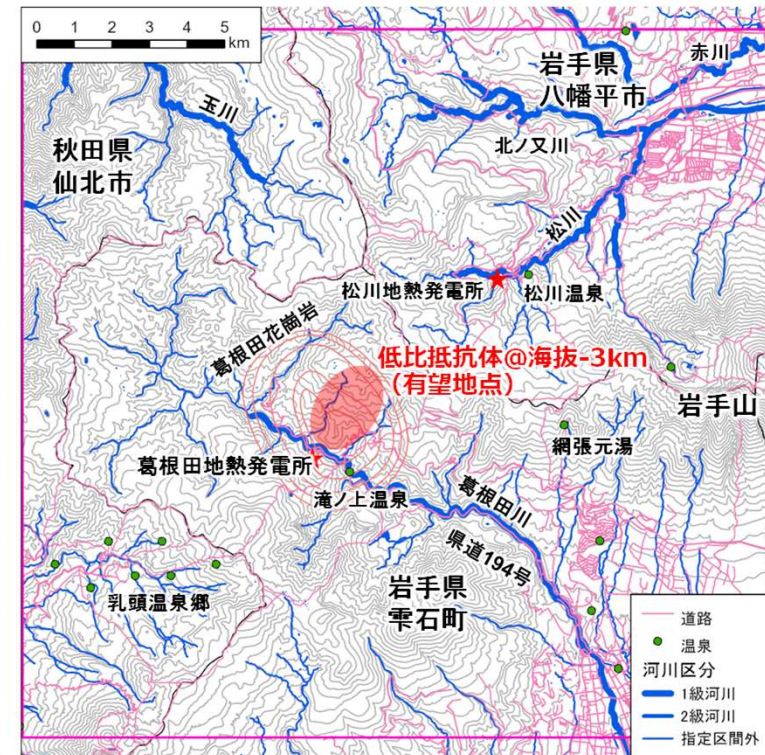 0 1 2 3 4 5
km
岩手県
八幡平市
赤川
玉川
北ノ又川
秋田県
仙北市
松川
松川地熱発電所
松川温泉
葛根田花崗岩
低比抵抗体@海抜-3km
(有望地点)
岩手山
網張元湯
葛根田地熱発電所
滝ノ上温泉
葛根田川
県道194号
岩手県
雫石町
乳頭温泉郷
道路
温泉
河川区分
1級河川
2級河川
指定区間外